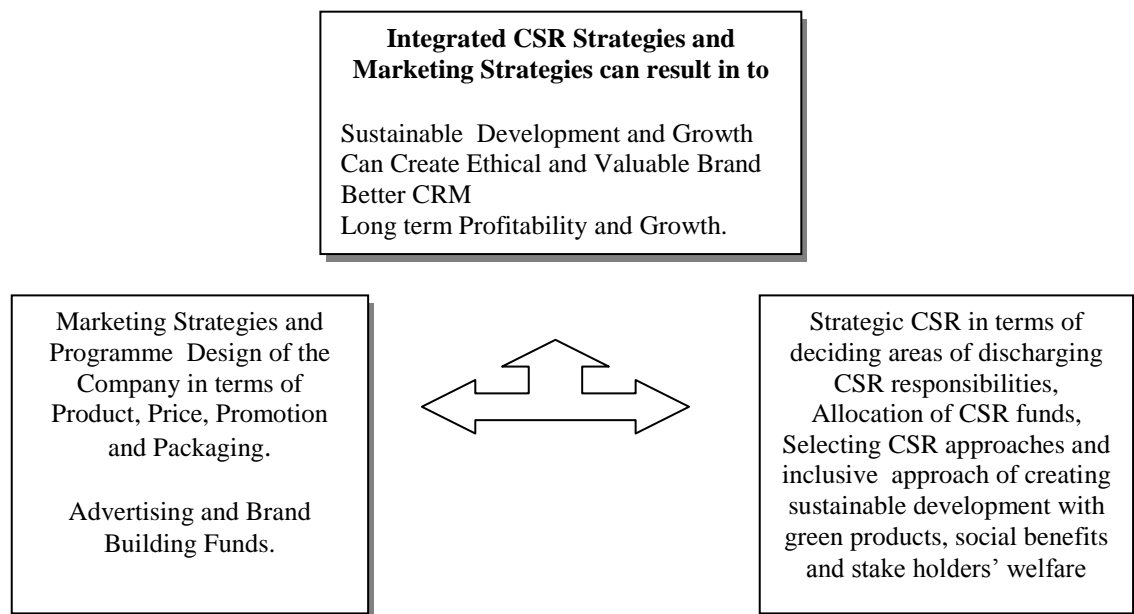 Integrated CSR Strategies and
Marketing Strategies can result in to
Sustainable Development and Growth
Can Create Ethical and Valuable Brand
Better CRM
Long term Profitability and Growth.
Marketing Strategies and
Programme Design of the
Company in terms of
Product, Price, Promotion
and Packaging.
Advertising and Brand
Building Funds.
Strategic CSR in terms of
deciding areas of discharging
CSR responsibilities,
Allocation of CSR funds,
Selecting CSR approaches and
inclusive approach of creating
sustainable development with
green products, social benefits
and stake holders’ welfare